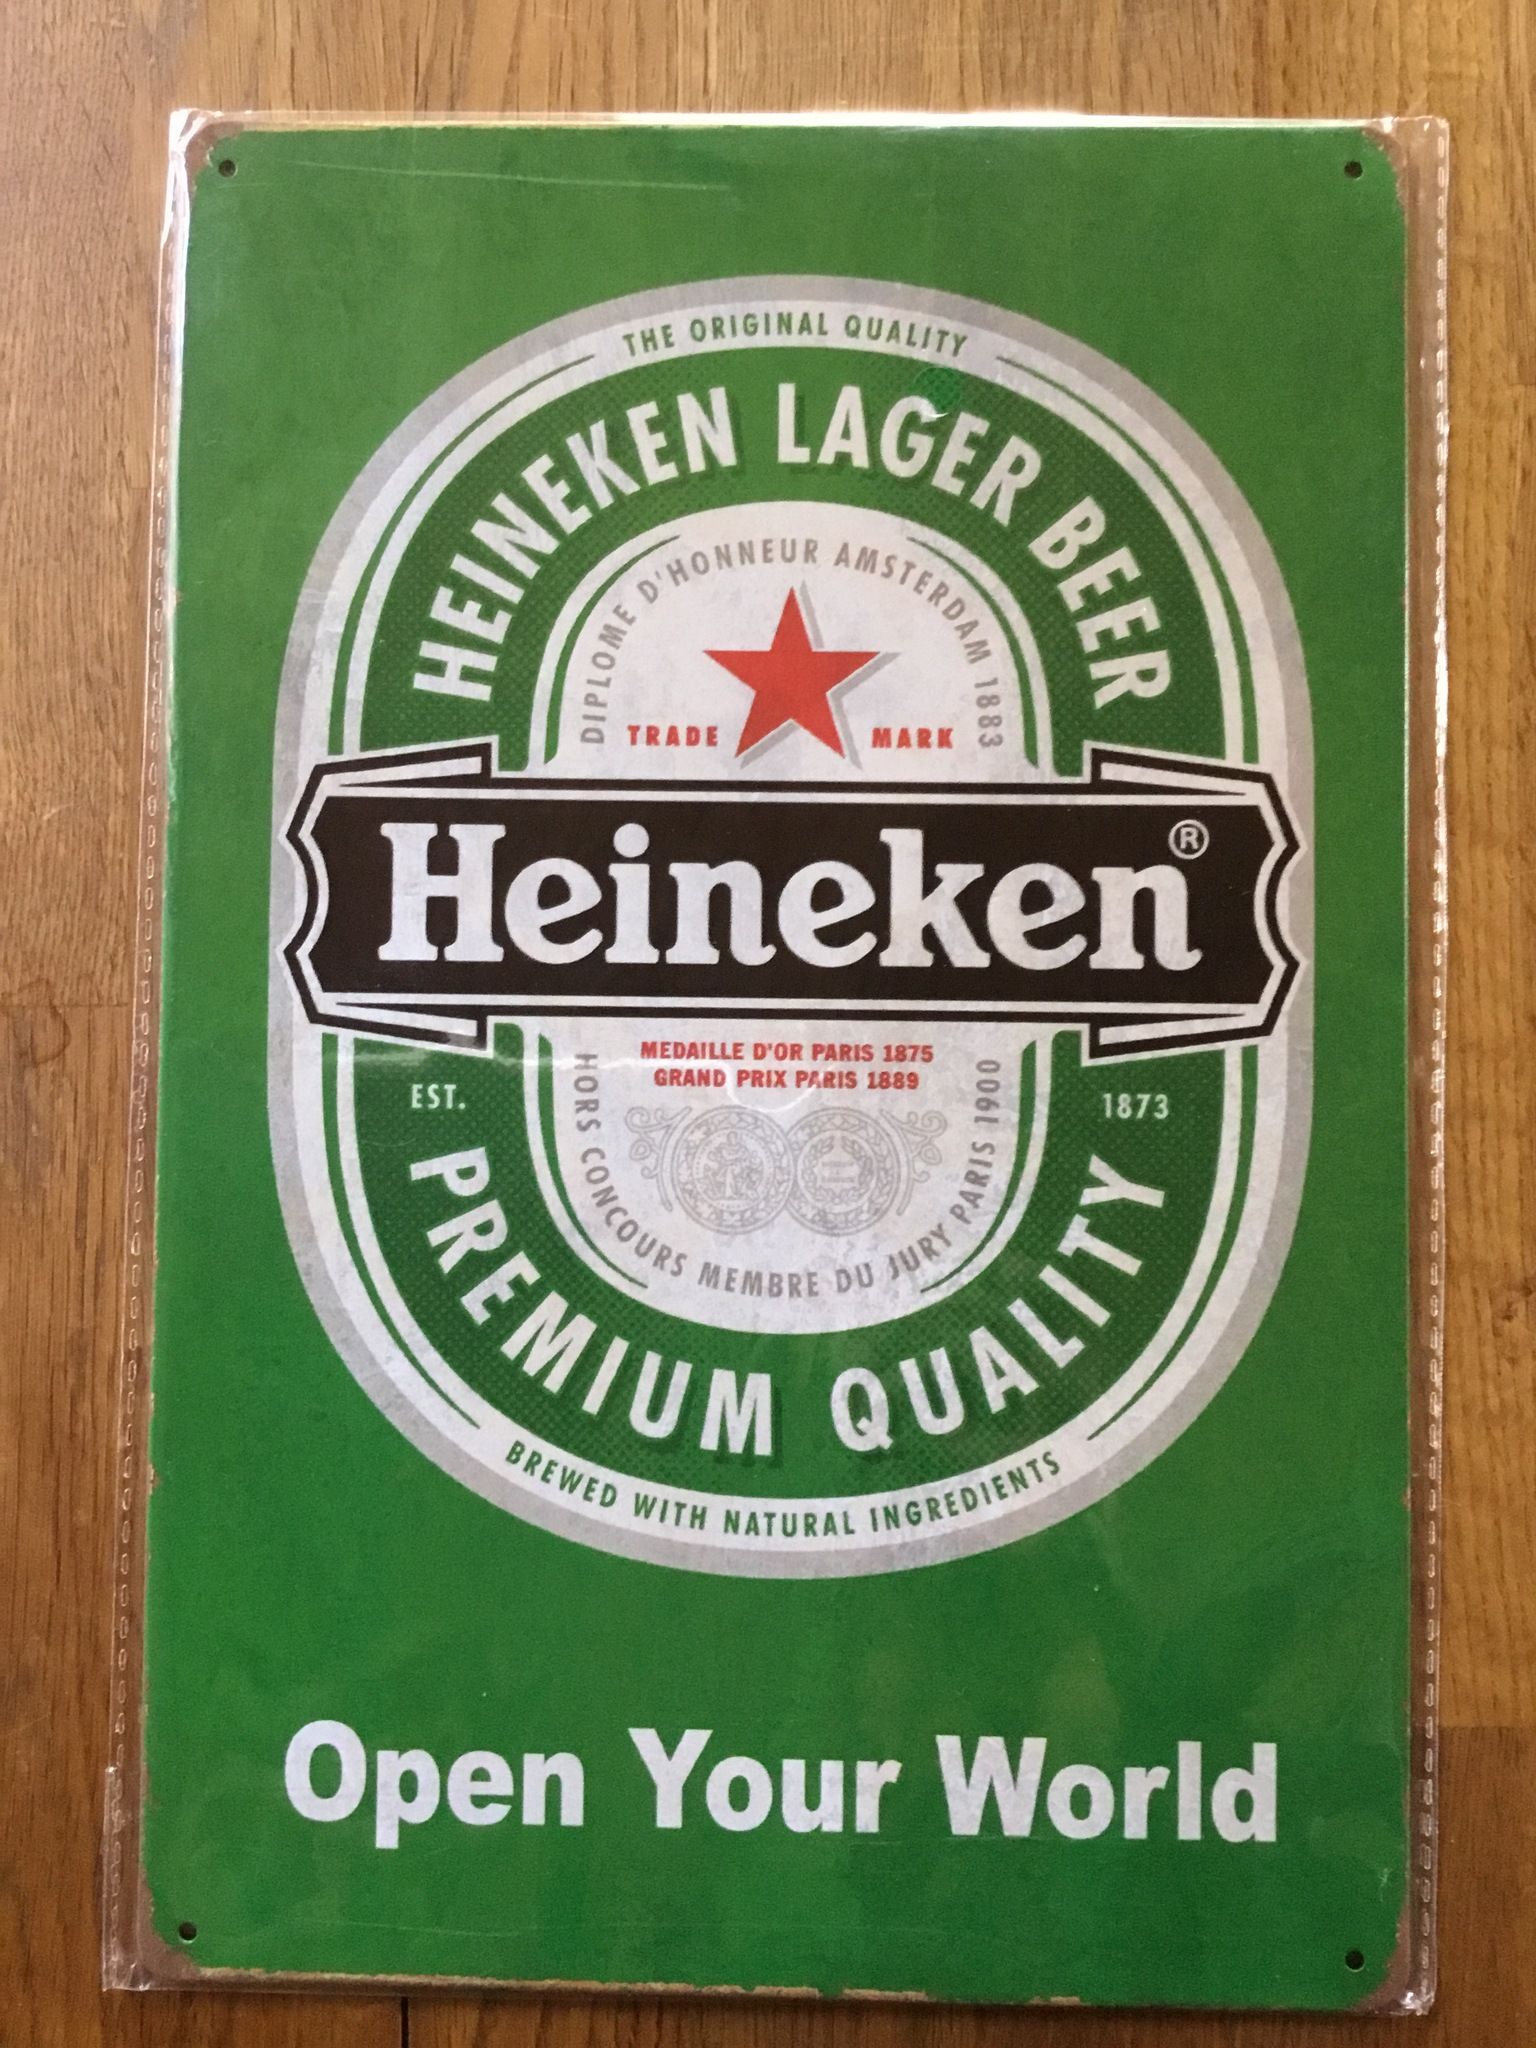 THE ORIGINAL QUALITY
HEINEKEN LAGER BEER
DIPLOME D'HONNEUR AMSTERDAM 1883
TRADE MARK
Heineken®
MEDAILLE D'OR PARIS 1875
GRAND PRIX PARIS 1889
HORS CONCOURS MEMBRE DU JURY PARIS 1900
EST. 1873
PREMIUM QUALITY
BREWED WITH NATURAL INGREDIENTS
Open Your World